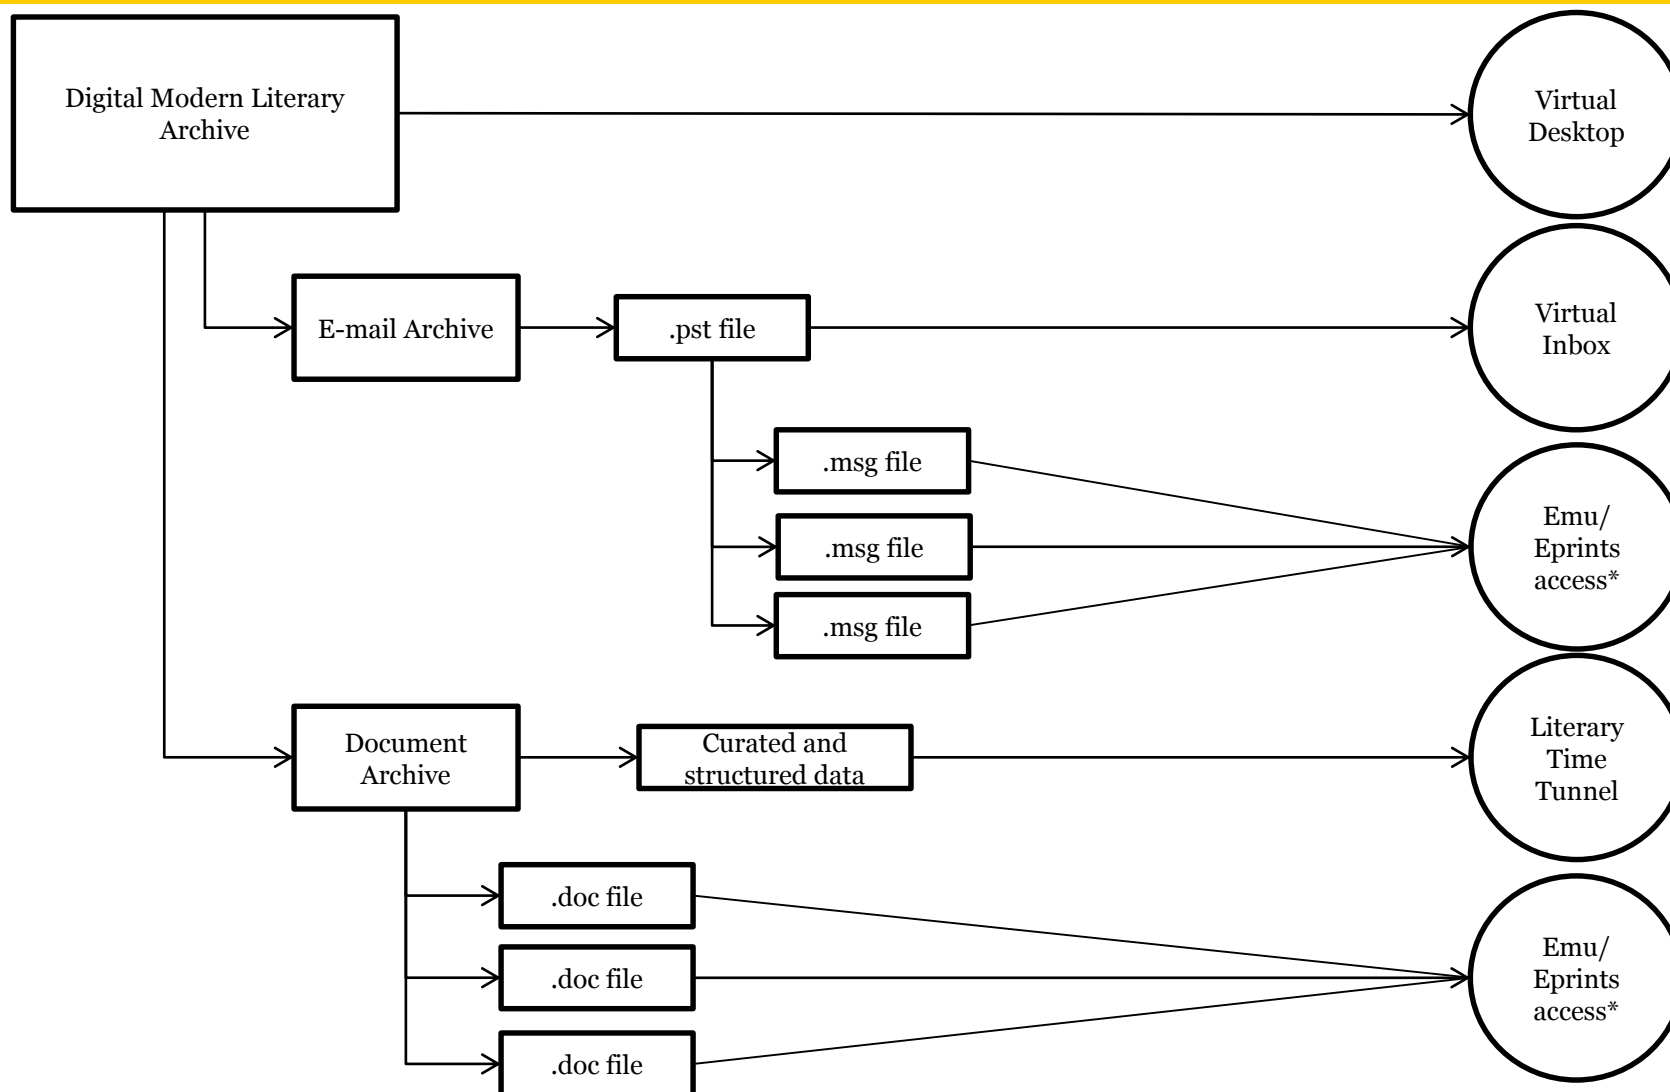 Digital Modern Literary
Archive
Virtual
Desktop
E-mail Archive
.pst file
Virtual
Inbox
.msg file
.msg file
.msg file
Emu/
Eprints
access*
Document
Archive
Curated and
structured data
Literary
Time
Tunnel
.doc file
.doc file
.doc file
Emu/
Eprints
access*